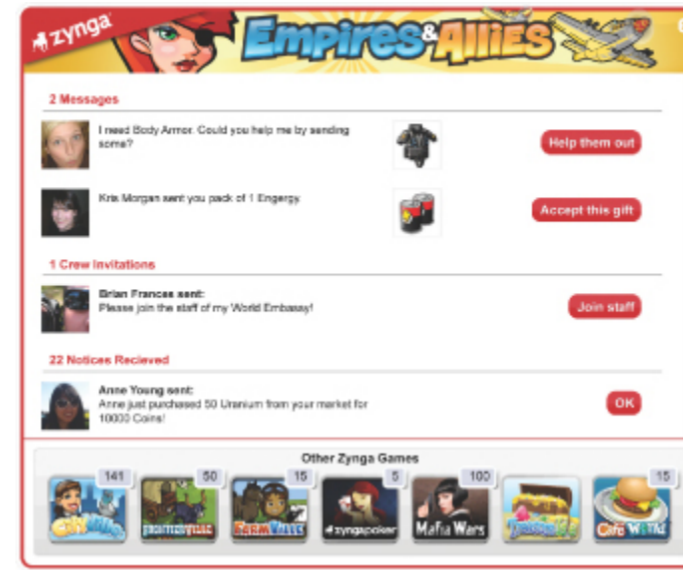 zynga
Empires & Allies
2 Messages
I need Body Armor. Could you help me by sending
some?
Help them out
Kris Morgan sent you pack of 1 Engergy
Accept this gift
1 Crew Invitations
Brian Frances sent:
Please join the staff of my World Embassy!
Join staff
22 Notices Recieved
Anne Young sent:
Anne just purchased 50 Uranium from your market for
10000 Coins!
OK
Other Zynga Games
141
50
15
5
100
15
CityVille
FrontierVille
FarmVille
zyngapoker
Mafia Wars
Café World